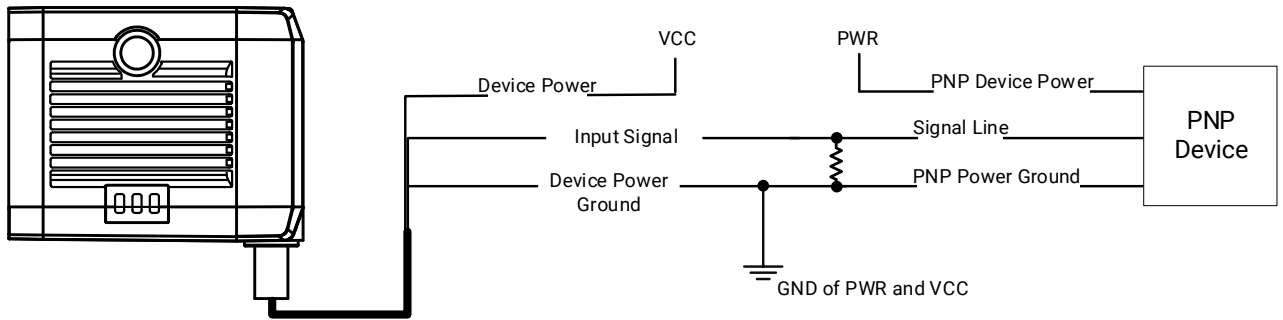 VCC
PWR
Device Power
PNP Device Power
Input Signal
Signal Line
PNP
Device
Device Power
Ground
PNP Power Ground
GND of PWR and VCC